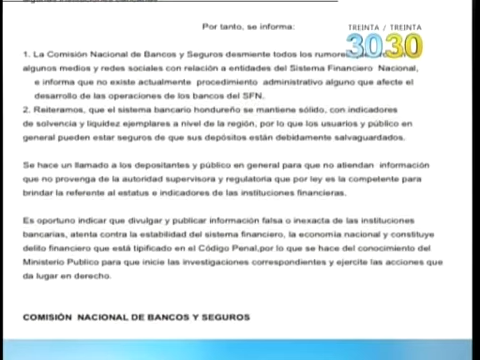 Por tanto, se informa:
TREINTA / TREINTA
30 30
1. La Comisión Nacional de Bancos y Seguros desmiente todos los rumores
algunos medios y redes sociales con relación a entidades del Sistema Financiero Nacional,
e informa que no existe actualmente procedimiento administrativo alguno que afecte el
desarrollo de las operaciones de los bancos del SFN.
2. Reiteramos, que el sistema bancario hondureño se mantiene sólido, con indicadores
de solvencia y liquidez ejemplares a nivel de la región, por lo que los usuarios y público en
general pueden estar seguros de que sus depósitos están debidamente salvaguardados.
Se hace un llamado a los depositantes y público en general para que no atiendan información
que no provenga de la autoridad supervisora y regulatoria que por ley es la competente para
brindar la referente al estatus e indicadores de las instituciones financieras.
Es oportuno indicar que divulgar y publicar información falsa o inexacta de las instituciones
bancarias, atenta contra la estabilidad del sistema financiero, la economía nacional y constituye
delito financiero que está tipificado en el Código Penal,por lo que se hace del conocimiento del
Ministerio Publico para que inicie las investigaciones correspondientes y ejercite las acciones que
da lugar en derecho.
COMISIÓN NACIONAL DE BANCOS Y SEGUROS